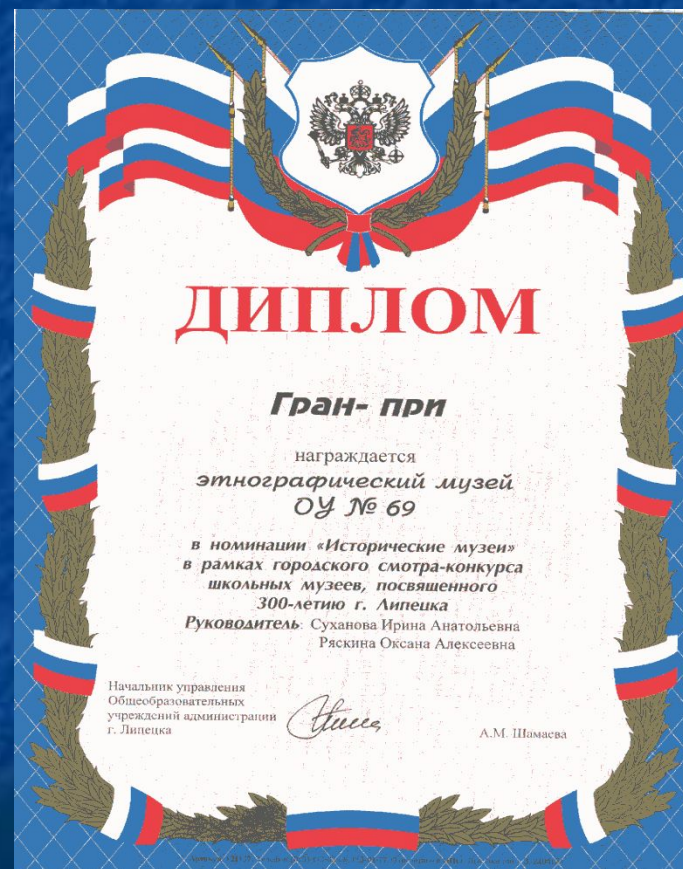 ДИПЛОМ
Гран- при
награждается
этнографический музей
ОУ № 69
в номинации «Исторические музеи»
в рамках городского смотра-конкурса
школьных музеев, посвященного
300-летию г. Липецка
Руководитель: Суханова Ирина Анатольевна
Ряскина Оксана Алексеевна
Начальник управления
Общеобразовательных
учреждений администрации
г. Липецка
А.М. Шамаева